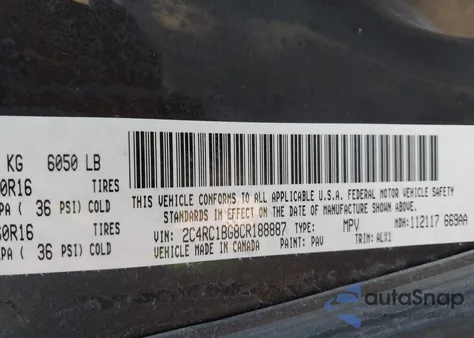 KG 6050 LB
0R16 TIRES
PA ( 36 PSI) COLD
60R16 TIRES
PA ( 36 PSI) COLD
THIS VEHICLE CONFORMS TO ALL APPLICABLE U.S.A. FEDERAL MOTOR VEHICLE SAFETY
STANDARDS IN EFFECT ON THE DATE OF MANUFACTURE SHOWN ABOVE.
VIN: 2C4RC1BG8CR188887 TYPE: MPV MDH: 112117 669AA
VEHICLE MADE IN CANADA PAINT: PAV TRIM: ALX1
autoSnap